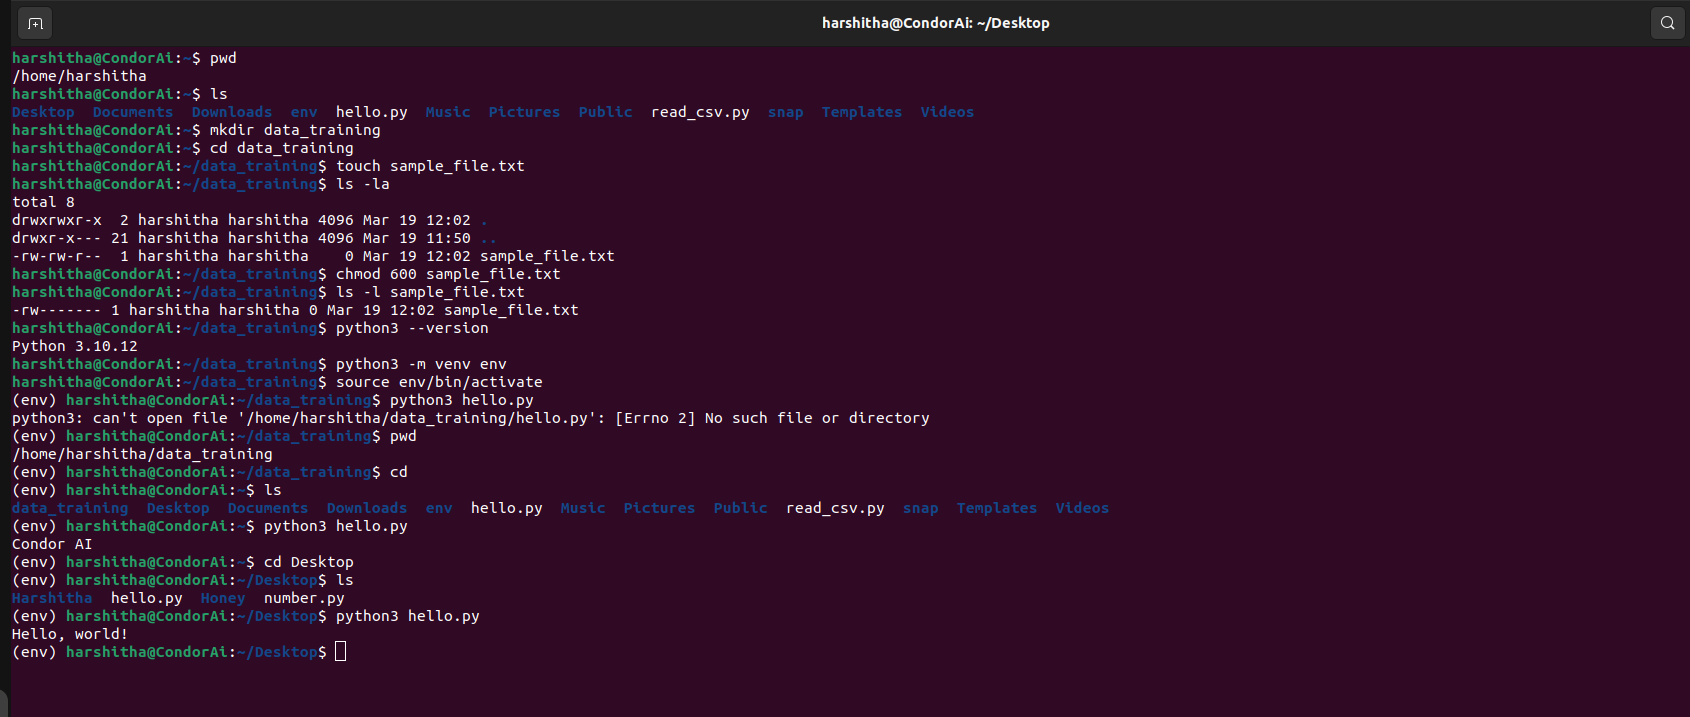 harshitha@CondorAi: ~/Desktop
harshitha@CondorAi:~$ pwd
/home/harshitha
harshitha@CondorAi:~$ ls
Desktop  Documents  Downloads  env  hello.py  Music  Pictures  Public  read_csv.py  snap  Templates  Videos
harshitha@CondorAi:~$ mkdir data_training
harshitha@CondorAi:~$ cd data_training
harshitha@CondorAi:~/data_training$ touch sample_file.txt
harshitha@CondorAi:~/data_training$ ls -la
total 8
drwxrwxr-x  2 harshitha harshitha 4096 Mar 19 12:02 .
drwxr-x--- 21 harshitha harshitha 4096 Mar 19 11:50 ..
-rw-rw-r--  1 harshitha harshitha    0 Mar 19 12:02 sample_file.txt
harshitha@CondorAi:~/data_training$ chmod 600 sample_file.txt
harshitha@CondorAi:~/data_training$ ls -l sample_file.txt
-rw------- 1 harshitha harshitha 0 Mar 19 12:02 sample_file.txt
harshitha@CondorAi:~/data_training$ python3 --version
Python 3.10.12
harshitha@CondorAi:~/data_training$ python3 -m venv env
harshitha@CondorAi:~/data_training$ source env/bin/activate
(env) harshitha@CondorAi:~/data_training$ python3 hello.py
python3: can't open file '/home/harshitha/data_training/hello.py': [Errno 2] No such file or directory
(env) harshitha@CondorAi:~/data_training$ pwd
/home/harshitha/data_training
(env) harshitha@CondorAi:~/data_training$ cd
(env) harshitha@CondorAi:~$ ls
data_training  Desktop  Documents  Downloads  env  hello.py  Music  Pictures  Public  read_csv.py  snap  Templates  Videos
(env) harshitha@CondorAi:~$ python3 hello.py
Condor AI
(env) harshitha@CondorAi:~$ cd Desktop
(env) harshitha@CondorAi:~/Desktop$ ls
Harshitha  hello.py  Honey  number.py
(env) harshitha@CondorAi:~/Desktop$ python3 hello.py
Hello, world!
(env) harshitha@CondorAi:~/Desktop$